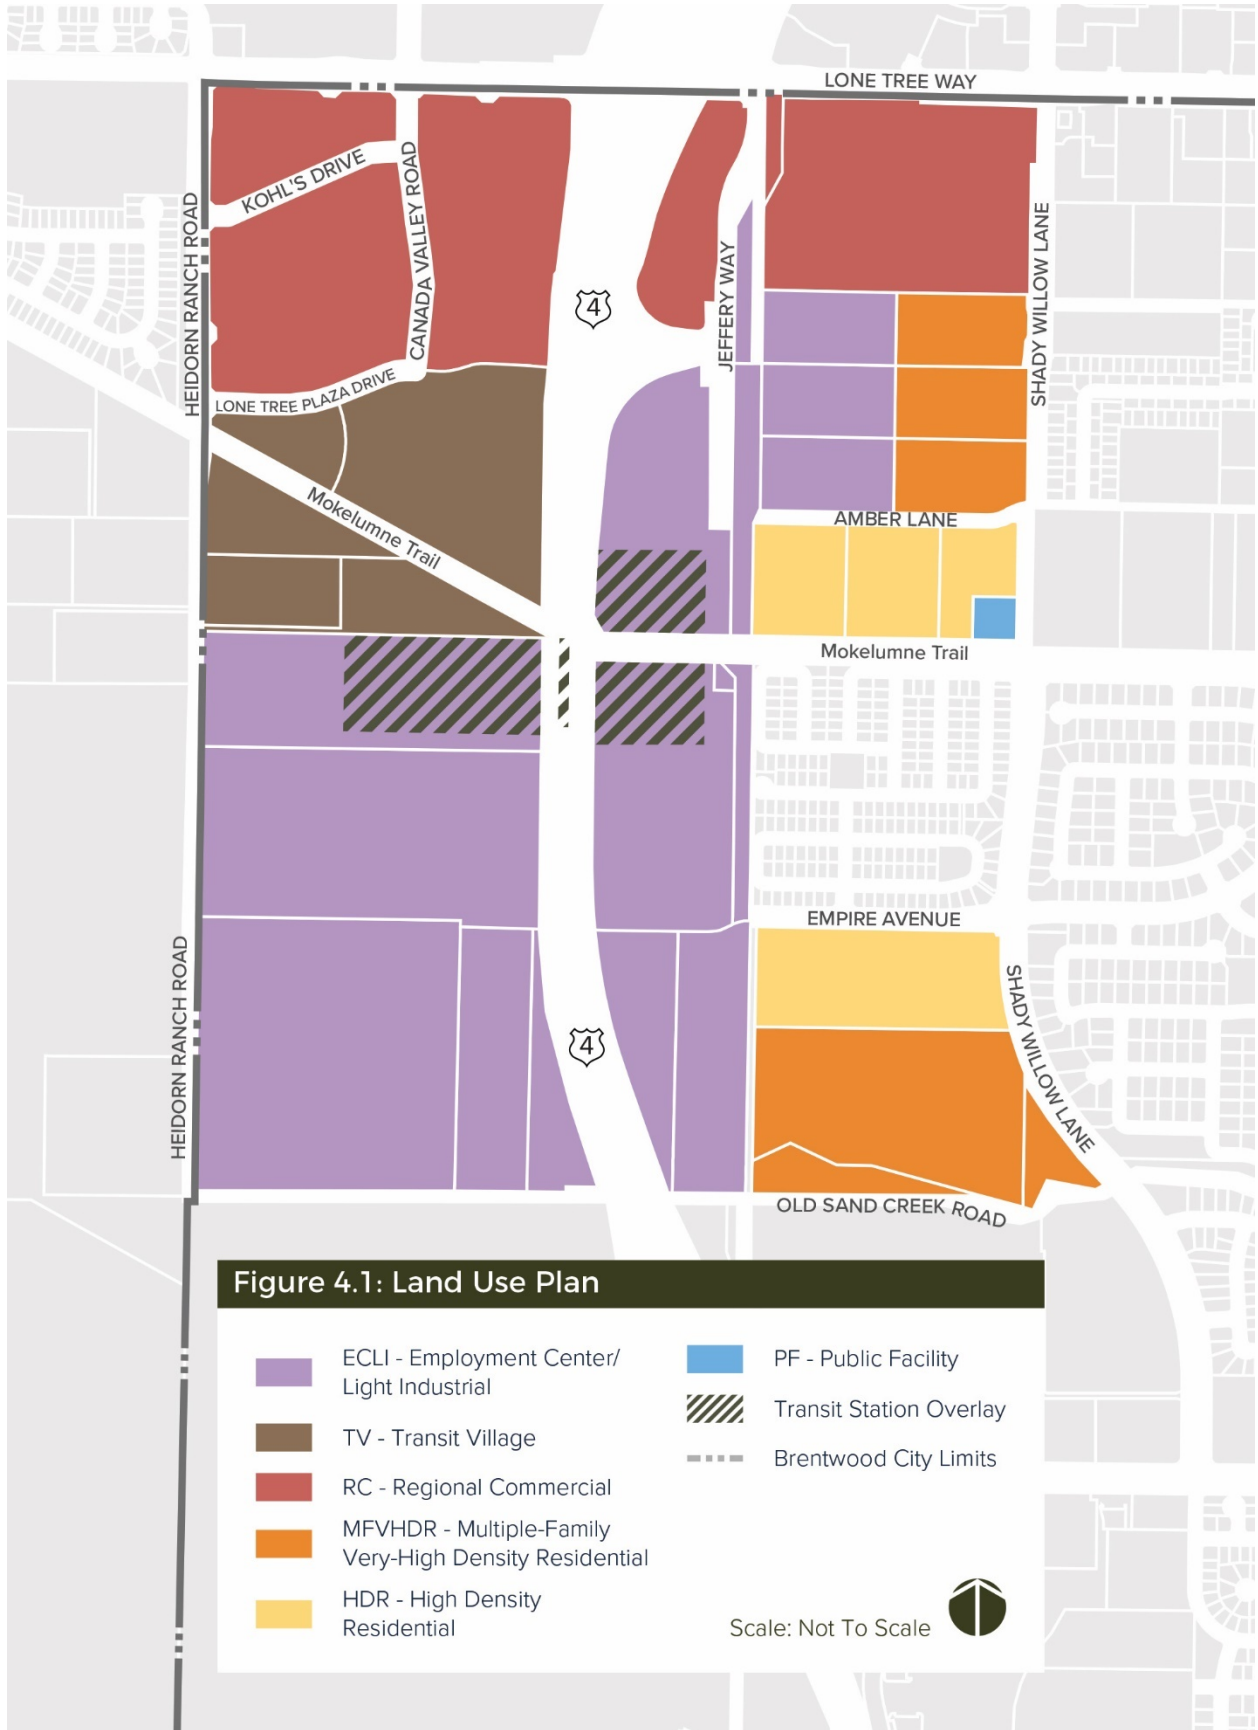 LONE TREE WAY
KOHL'S DRIVE
CANADA VALLEY ROAD
HEIDORN RANCH ROAD
4
JEFFERY WAY
SHADY WILLOW LANE
LONE TREE PLAZA DRIVE
Mokelumne Trail
AMBER LANE
Mokelumne Trail
EMPIRE AVENUE
HEIDORN RANCH ROAD
4
SHADY WILLOW LANE
OLD SAND CREEK ROAD
Figure 4.1: Land Use Plan
ECLI - Employment Center/
Light Industrial
TV - Transit Village
RC - Regional Commercial
MFVHDR - Multiple-Family
Very-High Density Residential
HDR - High Density
Residential
PF - Public Facility
Transit Station Overlay
Brentwood City Limits
Scale: Not To Scale